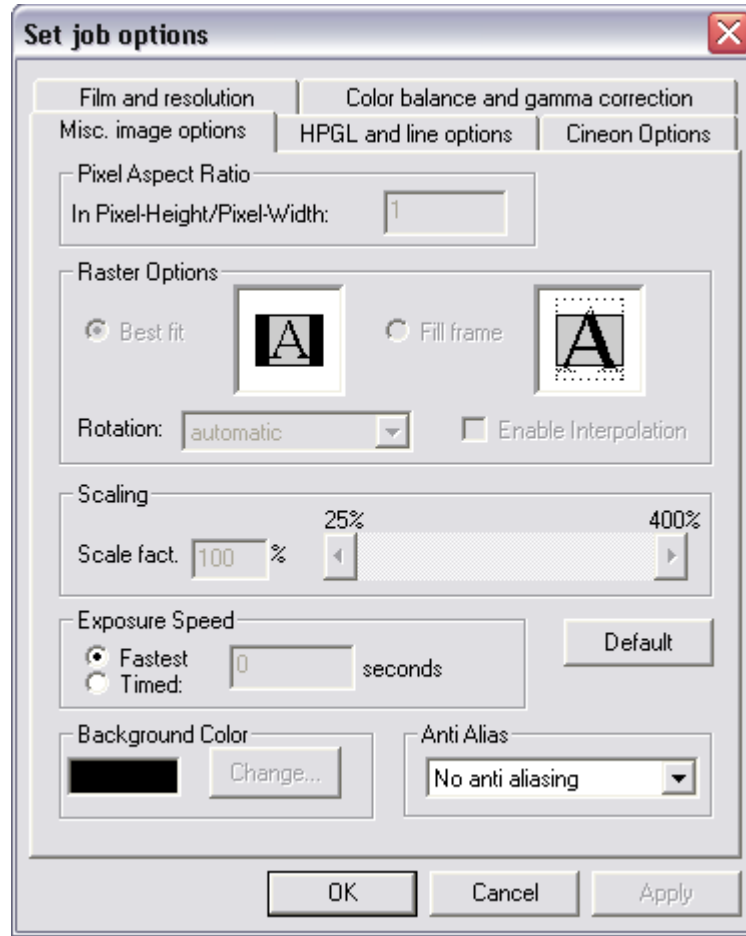 Set job options
Film and resolution
Color balance and gamma correction
Misc. image options
HPGL and line options
Cineon Options
Pixel Aspect Ratio
In Pixel-Height/Pixel-Width: 1
Raster Options
Best fit A Fill frame A
Rotation: automatic Enable Interpolation
Scaling
25% 400%
Scale fact. 100 %
Exposure Speed
Fastest
Timed: 0 seconds
Default
Background Color
Change...
Anti Alias
No anti aliasing
OK Cancel Apply